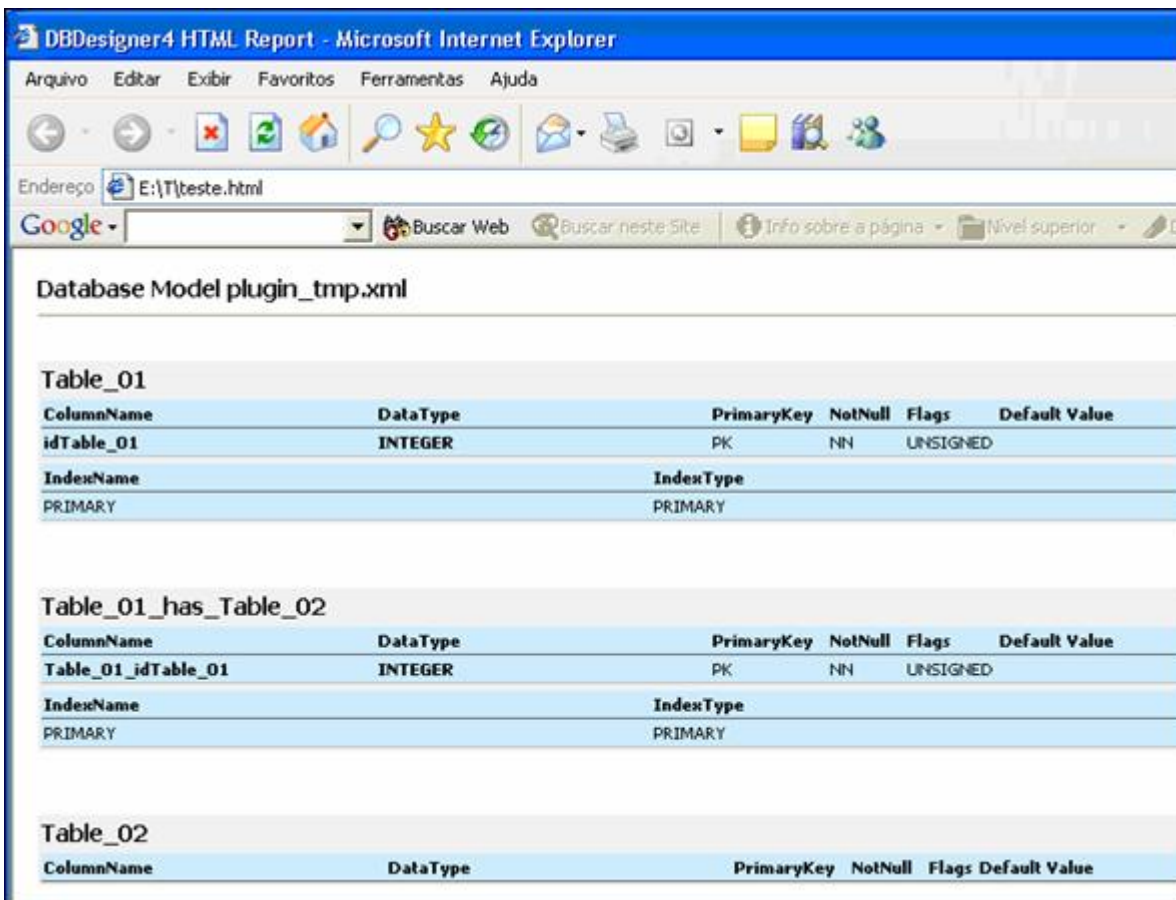 DBDesigner4 HTML Report - Microsoft Internet Explorer
Arquivo Editar Exibir Favoritos Ferramentas Ajuda
Endereço E:\T\teste.html
Google Buscar Web Buscar neste Site Info sobre a página Nível superior
Database Model plugin_tmp.xml
Table_01
ColumnName DataType PrimaryKey NotNull Flags Default Value
idTable_01 INTEGER PK NN UNSIGNED
IndexName IndexType
PRIMARY PRIMARY
Table_01_has_Table_02
ColumnName DataType PrimaryKey NotNull Flags Default Value
Table_01_idTable_01 INTEGER PK NN UNSIGNED
IndexName IndexType
PRIMARY PRIMARY
Table_02
ColumnName DataType PrimaryKey NotNull Flags Default Value